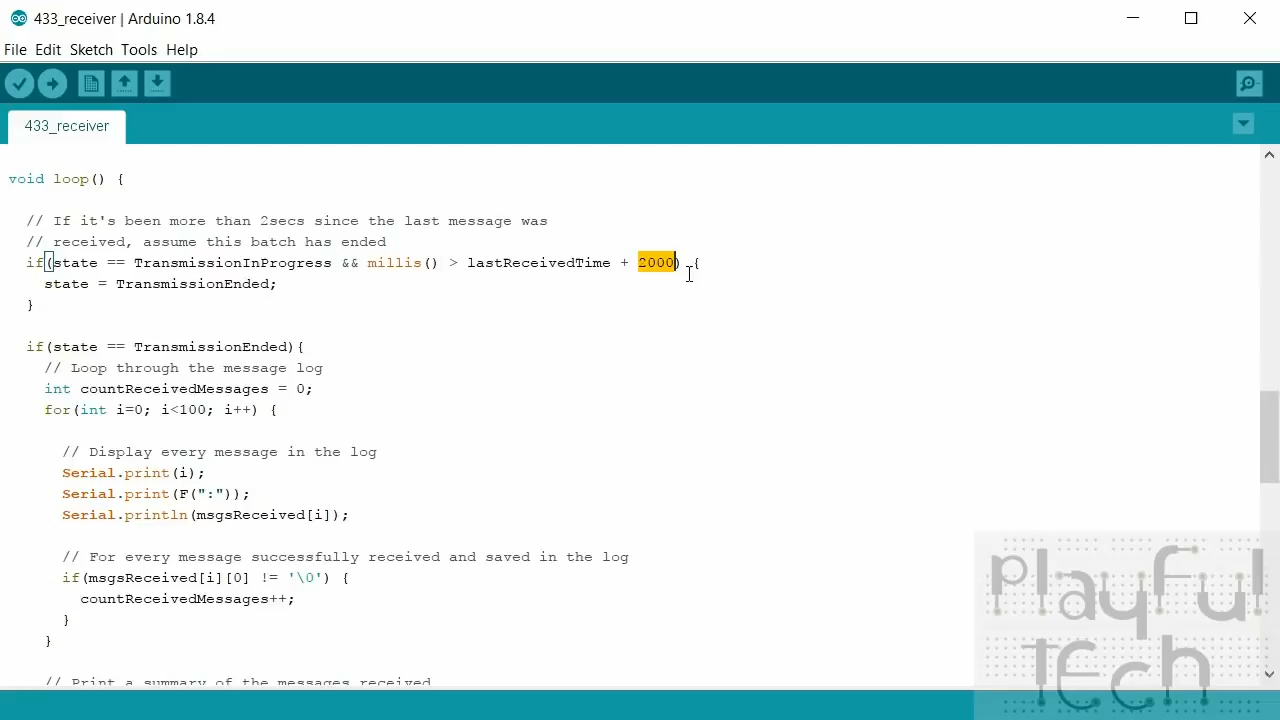 433_receiver | Arduino 1.8.4
File Edit Sketch Tools Help
433_receiver
void loop() {
// If it's been more than 2secs since the last message was
// received, assume this batch has ended
if(state == TransmissionInProgress && millis() > lastReceivedTime + 2000) {
state = TransmissionEnded;
}
if(state == TransmissionEnded){
// Loop through the message log
int countReceivedMessages = 0;
for(int i=0; i<100; i++) {
// Display every message in the log
Serial.print(i);
Serial.print(F(":"));
Serial.println(msgsReceived[i]);
// For every message successfully received and saved in the log
if(msgsReceived[i][0] != '\0') {
countReceivedMessages++;
}
}
// Print a summary of the messages received
playful
tech